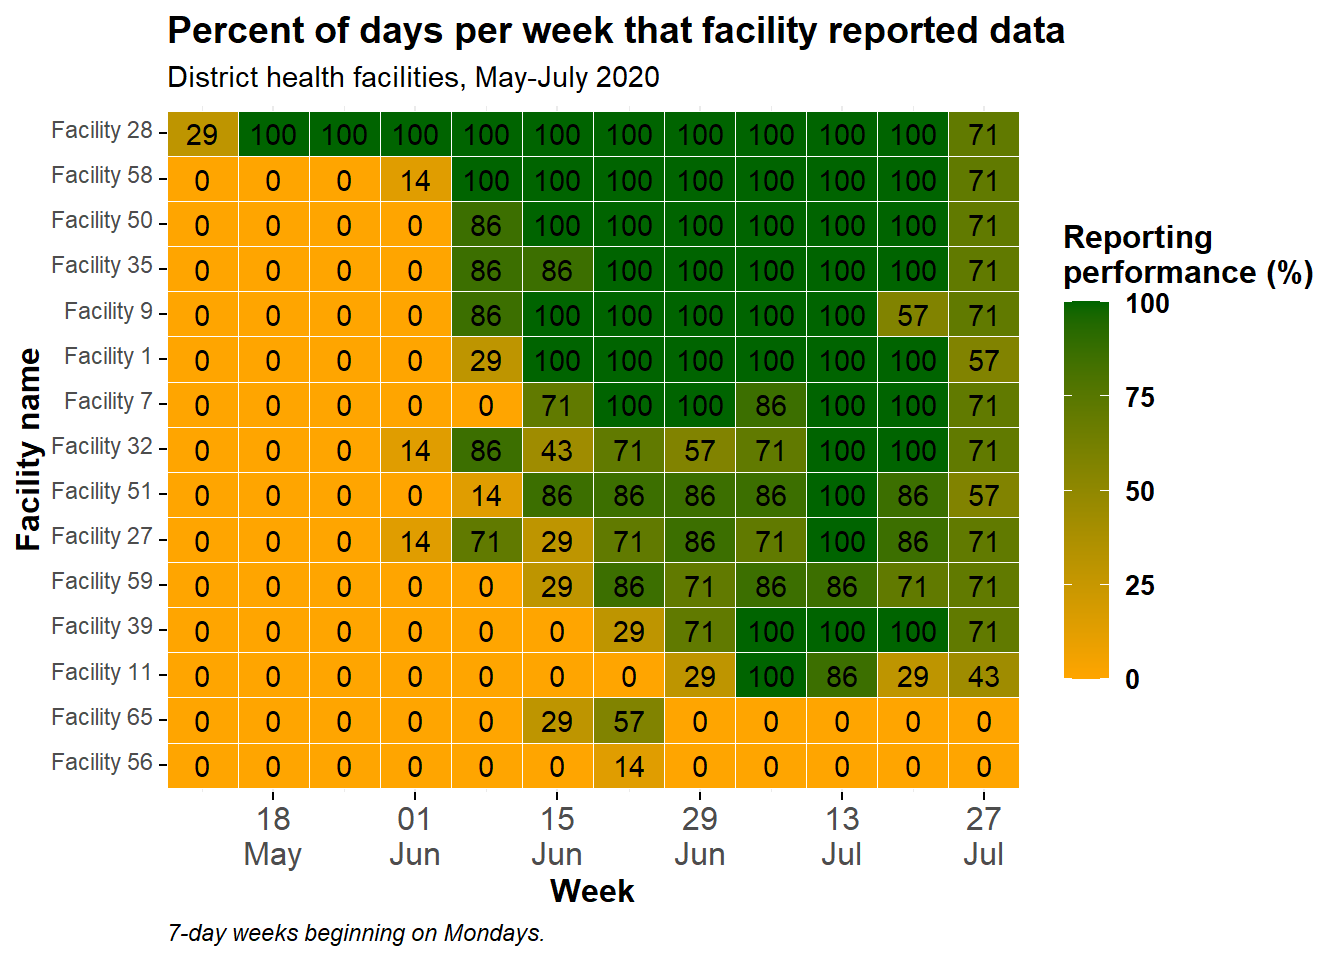 Percent of days per week that facility reported data
District health facilities, May-July 2020
Facility name
Facility 28 29 100 100 100 100 100 100 100 100 100 100 71
Facility 58 0 0 0 14 100 100 100 100 100 100 100 71
Facility 50 0 0 0 0 86 100 100 100 100 100 100 71
Facility 35 0 0 0 0 86 86 100 100 100 100 100 71
Facility 9 0 0 0 0 86 100 100 100 100 100 57 71
Facility 1 0 0 0 0 29 100 100 100 100 100 100 57
Facility 7 0 0 0 0 0 71 100 100 86 100 100 71
Facility 32 0 0 0 14 86 43 71 57 71 100 100 71
Facility 51 0 0 0 0 14 86 86 86 86 100 86 57
Facility 27 0 0 0 14 71 29 71 86 71 100 86 71
Facility 59 0 0 0 0 0 29 86 71 86 86 71 71
Facility 39 0 0 0 0 0 0 29 71 100 100 100 71
Facility 11 0 0 0 0 0 0 0 29 100 86 29 43
Facility 65 0 0 0 0 0 29 57 0 0 0 0 0
Facility 56 0 0 0 0 0 0 14 0 0 0 0 0
18 01 15 29 13 27
May Jun Jun Jun Jul Jul
Week
7-day weeks beginning on Mondays.
Reporting
performance (%)
100
75
50
25
0